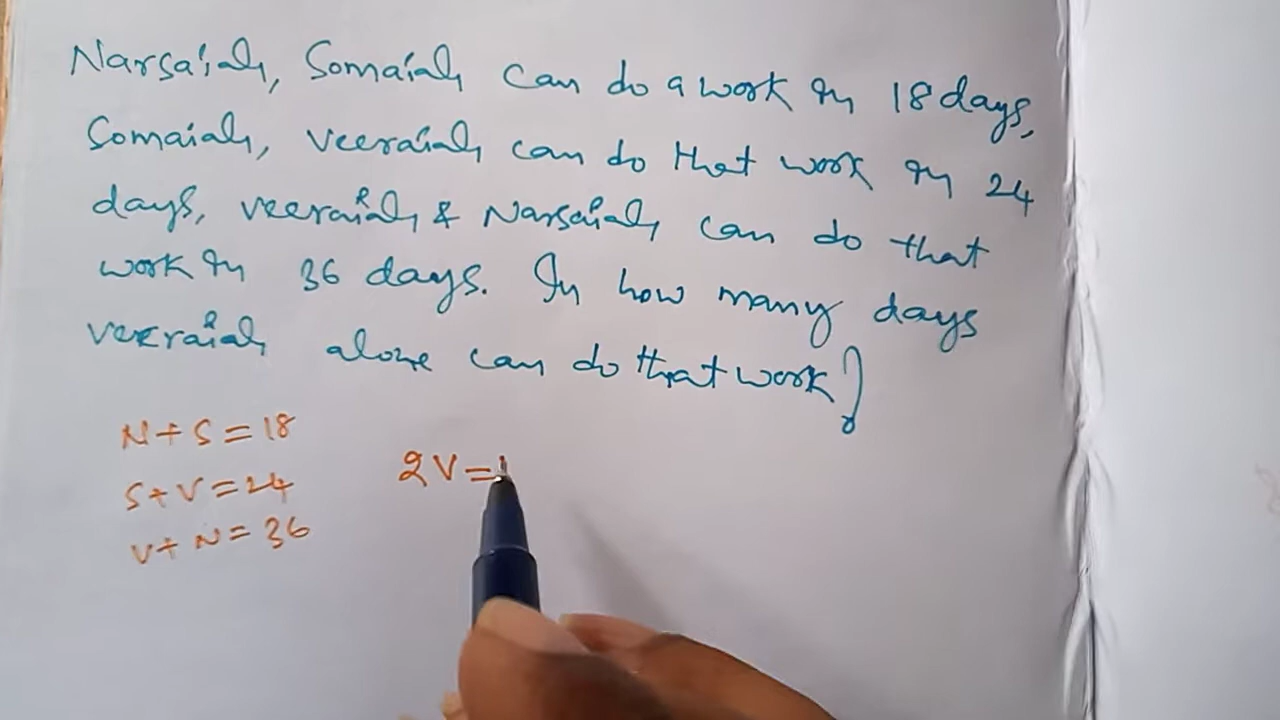 Narsaiah, Somaiah can do a work in 18 days,
Somaiah, Veeraiah can do that work in 24
days, veeraiah & Narsaiah can do that
work in 36 days. In how many days
veeraiah alone can do that work?
N+S=18
S+V=24
V+N=36
2V=